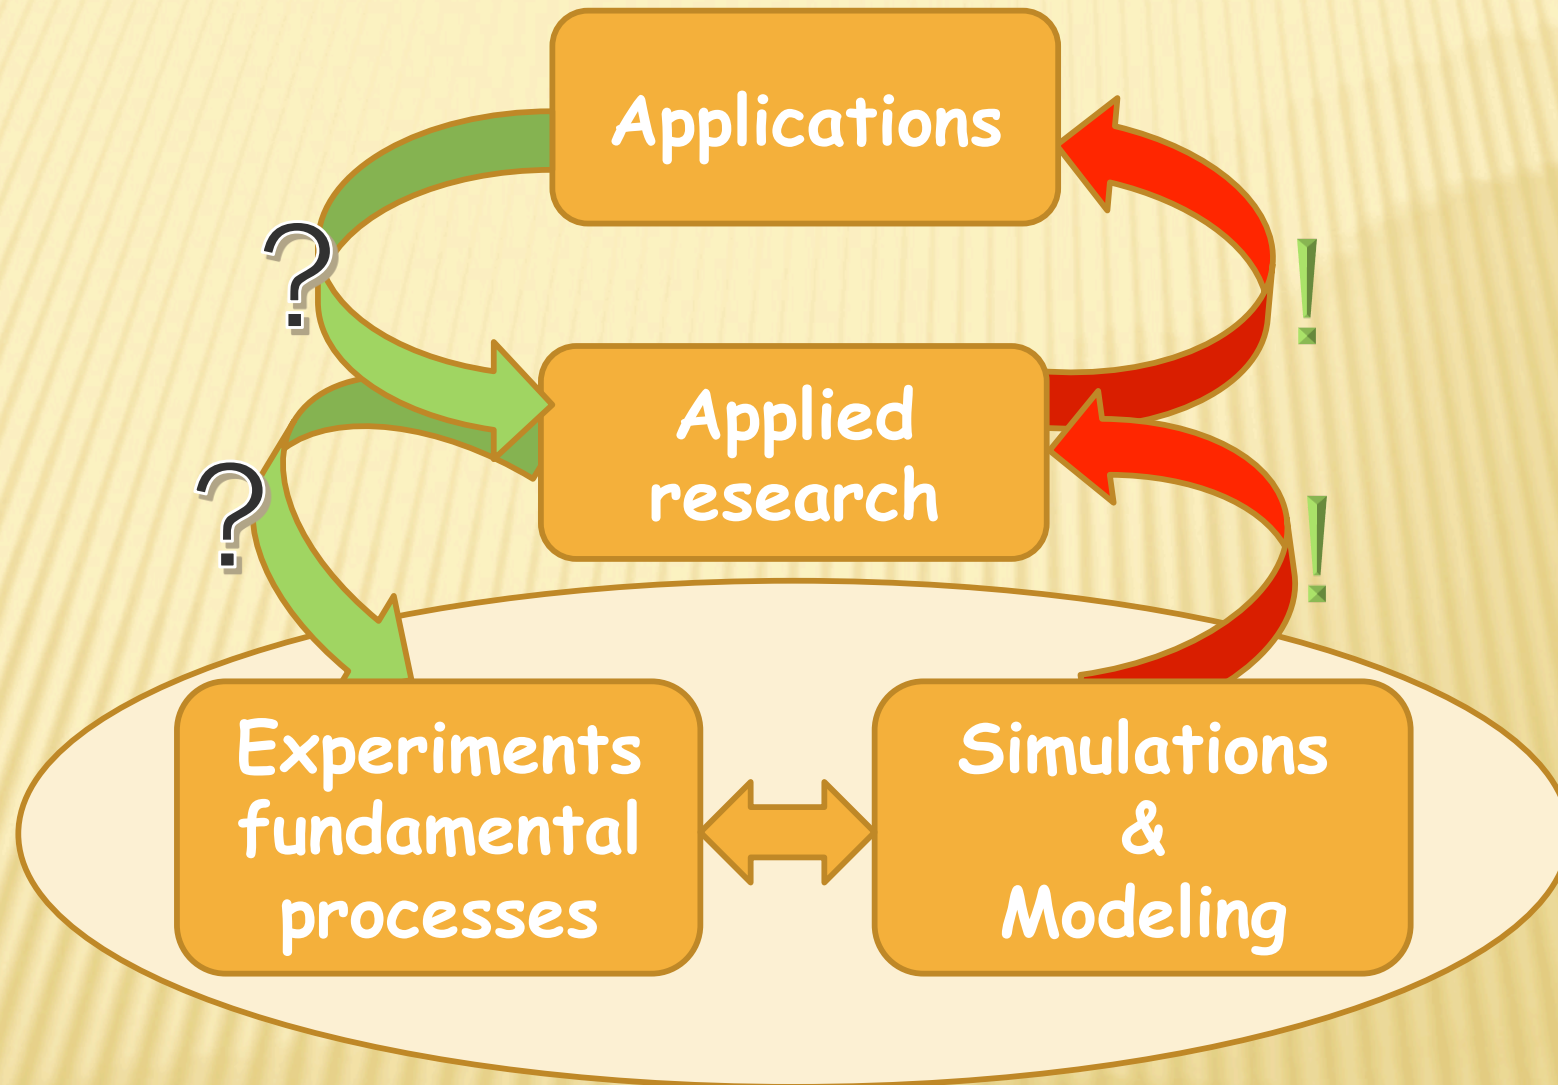 Applications
?
!
Applied
research
?
!
Experiments
fundamental
processes
Simulations
&
Modeling